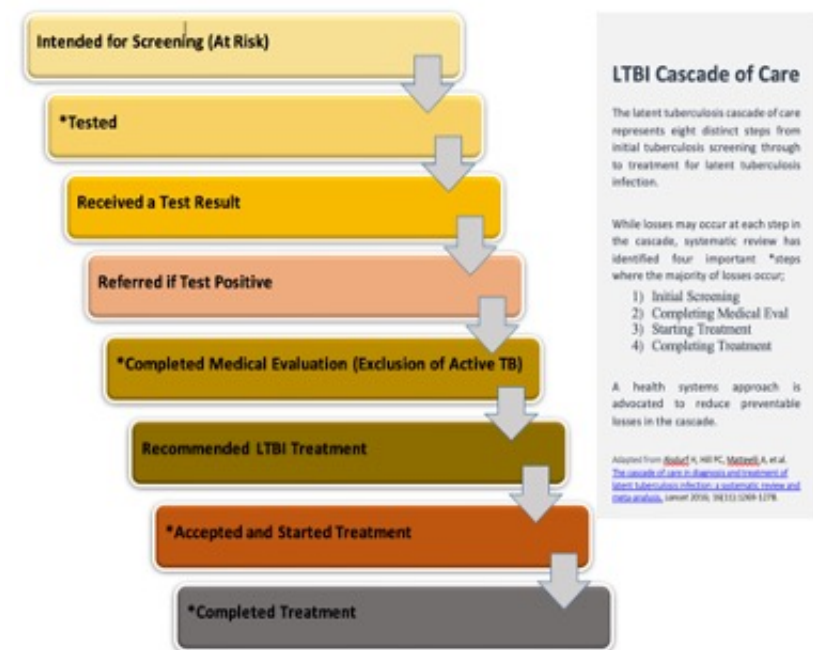 Intended for Screening (At Risk)
*Tested
Received a Test Result
Referred if Test Positive
*Completed Medical Evaluation (Exclusion of Active TB)
Recommended LTBI Treatment
*Accepted and Started Treatment
*Completed Treatment
LTBI Cascade of Care
The latent tuberculosis cascade of care
represents eight distinct steps from
initial tuberculosis screening through
to treatment for latent tuberculosis
infection.
While losses may occur at each step in
the cascade, systematic review has
identified four important *steps
where the majority of losses occur;
1) Initial Screening
2) Completing Medical Eval
3) Starting Treatment
4) Completing Treatment
A health systems approach is
advocated to reduce preventable
losses in the cascade.
Adapted from Alsdurf H, Hill PC, Matteelli A, et al.
The cascade of care in diagnosis and treatment of
latent tuberculosis infection: a systematic review and
meta-analysis. Lancet 2016; 16(11):1269-1278.